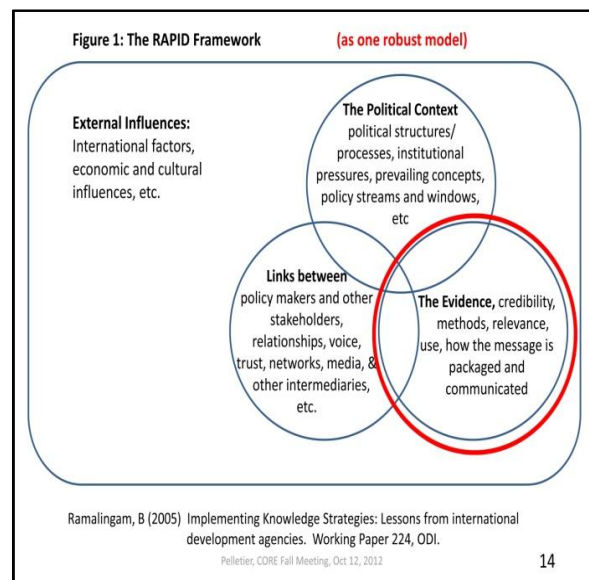 Figure 1: The RAPID Framework (as one robust model)
External Influences:
International factors,
economic and cultural
influences, etc.
The Political Context
political structures/
processes, institutional
pressures, prevailing concepts,
policy streams and windows,
etc
Links between
policy makers and other
stakeholders,
relationships, voice,
trust, networks, media, &
other intermediaries,
etc.
The Evidence, credibility,
methods, relevance,
use, how the message is
packaged and
communicated
Ramalingam, B (2005) Implementing Knowledge Strategies: Lessons from international
development agencies. Working Paper 224, ODI.
Pelletier, CORE Fall Meeting, Oct 12, 2012
14